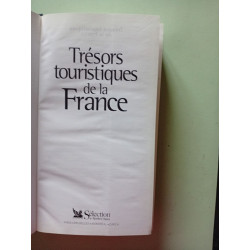 Trésors
touristiques
de la
France
Sélection